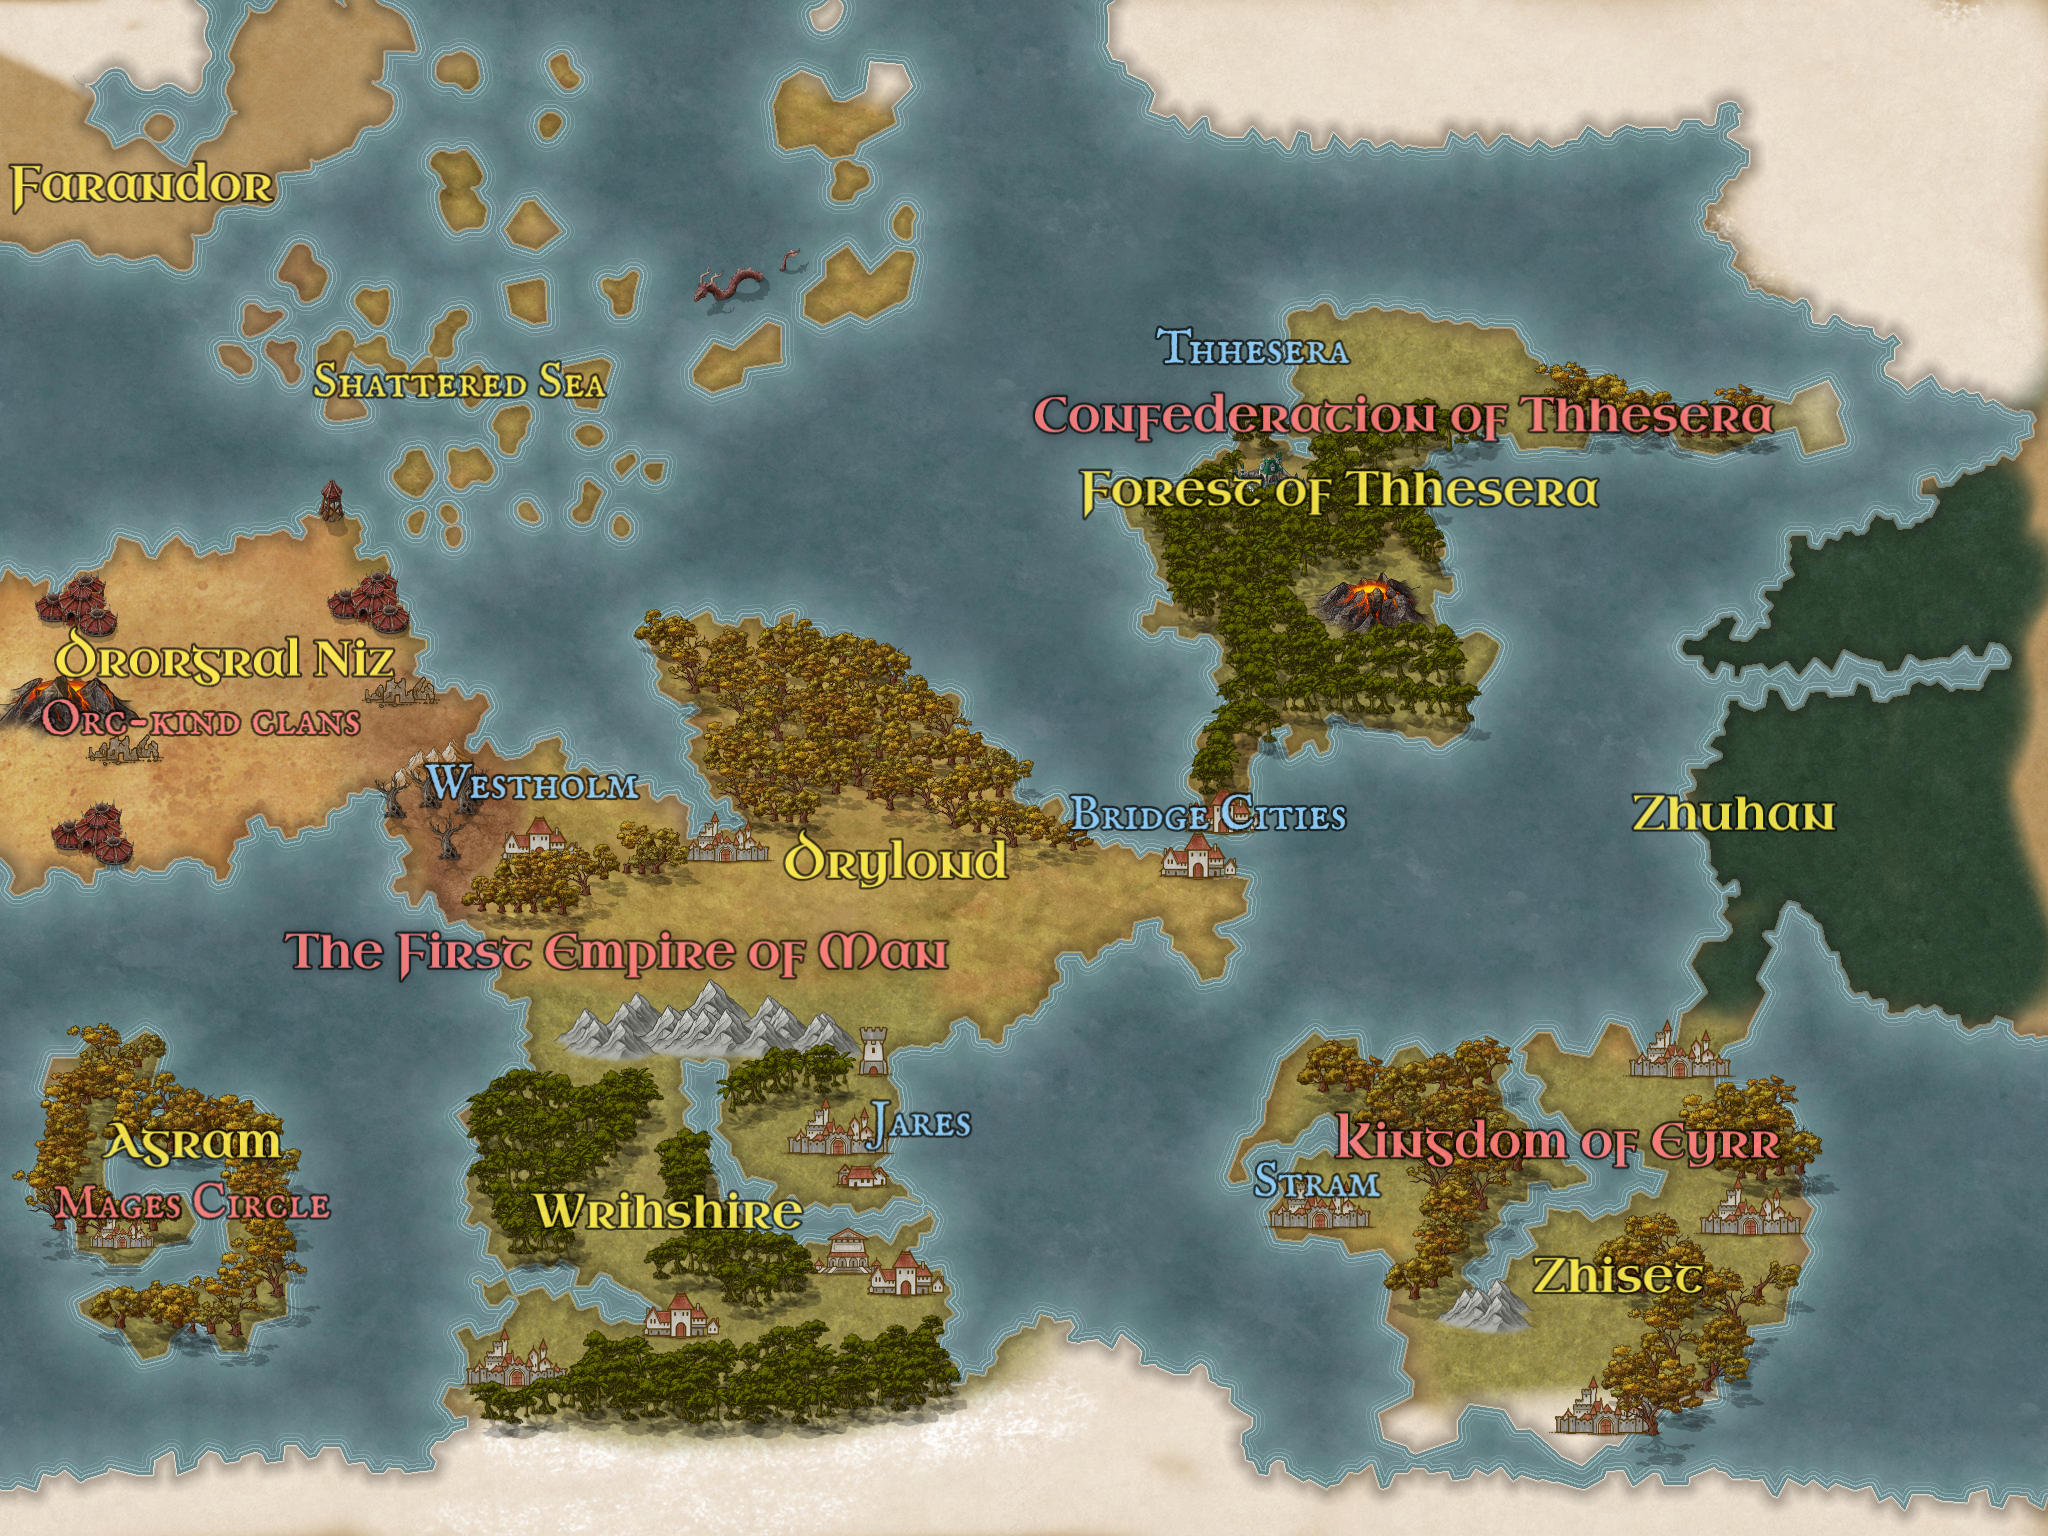 Farandor
Thhesera
Shattered Sea
Confederation of Thhesera
Forest of Thhesera
Drorgral Niz
Orc-kind clans
Westholm
Bridge Cities
Zhuhan
Drylond
The First Empire of Man
Jares
Agram
Kingdom of Eyrr
Stram
Mages Circle
Wrihshire
Zhiset